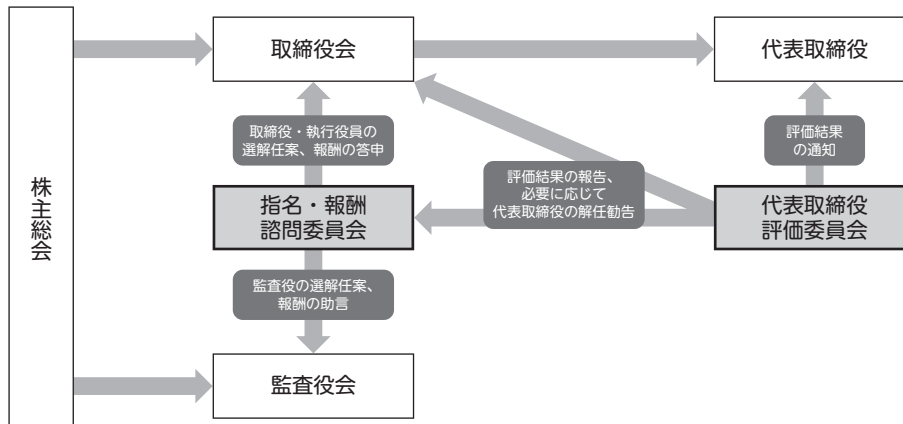 株主総会
取締役会
代表取締役
取締役・執行役員の
選解任案、報酬の答申
評価結果
の通知
評価結果の報告、
必要に応じて
代表取締役の解任勧告
指名・報酬
諮問委員会
代表取締役
評価委員会
監査役の選解任案、
報酬の助言
監査役会